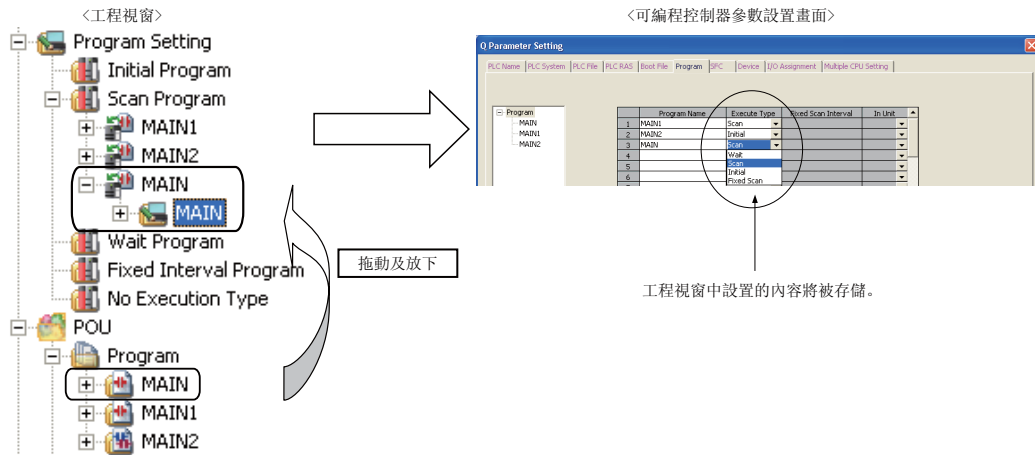 <工程視窗>
Program Setting
Initial Program
Scan Program
MAIN1
MAIN2
MAIN
MAIN
Wait Program
Fixed Interval Program
No Execution Type
POU
Program
MAIN
MAIN1
MAIN2
拖動及放下
<可編程控制器參數設置畫面>
Q Parameter Setting
PLC Name PLC System PLC File PLC RAS Boot File Program SFC Device I/O Assignment Multiple CPU Setting
Program
MAIN
MAIN1
MAIN2
Program Name Execute Type Fixed Scan Interval In Unit
1 MAIN1 Scan
2 MAIN2 Initial
3 MAIN Scan
4 Wait
5 Scan
Initial
6 Fixed Scan
工程視窗中設置的內容將被存儲。